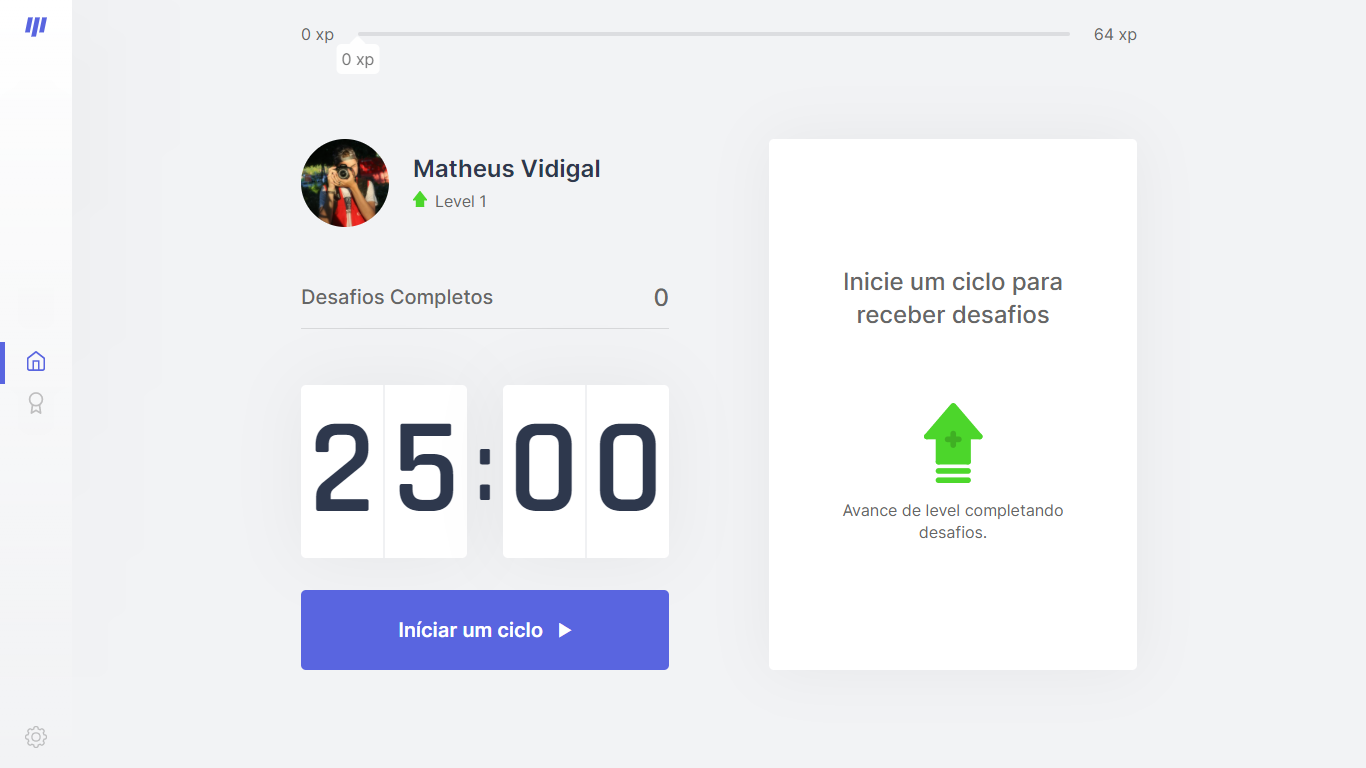 0 xp
64 xp
0 xp
Matheus Vidigal
Level 1
Desafios Completos
0
25:00
Iníciar um ciclo
Inicie um ciclo para
receber desafios
Avance de level completando
desafios.